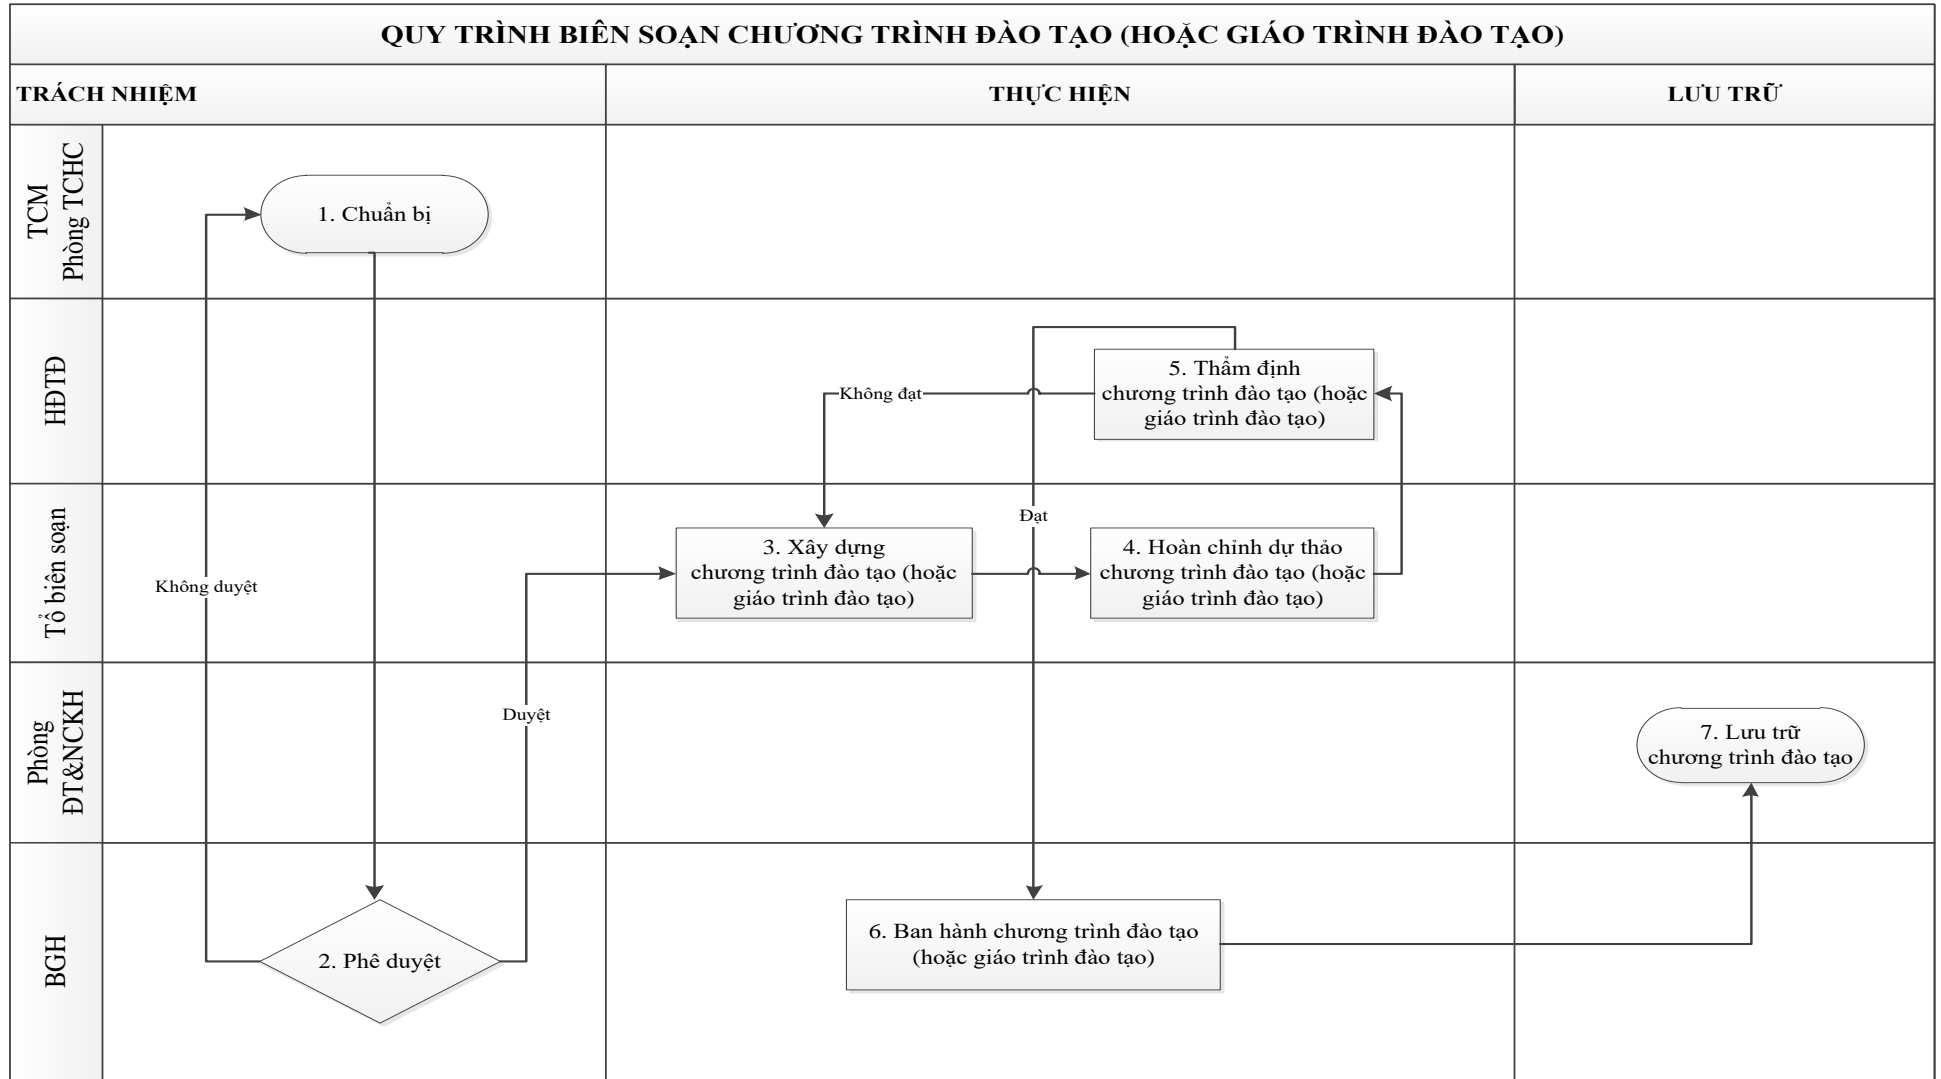 QUY TRÌNH BIÊN SOẠN CHƯƠNG TRÌNH ĐÀO TẠO (HOẶC GIÁO TRÌNH ĐÀO TẠO)
TRÁCH NHIỆM
THỰC HIỆN
LƯU TRỮ
TCM
Phòng TCHC
1. Chuẩn bị
HĐTĐ
5. Thẩm định
chương trình đào tạo (hoặc
giáo trình đào tạo)
Không đạt
Tổ biên soạn
Đạt
3. Xây dựng
chương trình đào tạo (hoặc
giáo trình đào tạo)
4. Hoàn chỉnh dự thảo
chương trình đào tạo (hoặc
giáo trình đào tạo)
Không duyệt
Phòng
ĐT&NCKH
Duyệt
7. Lưu trữ
chương trình đào tạo
BGH
2. Phê duyệt
6. Ban hành chương trình đào tạo
(hoặc giáo trình đào tạo)